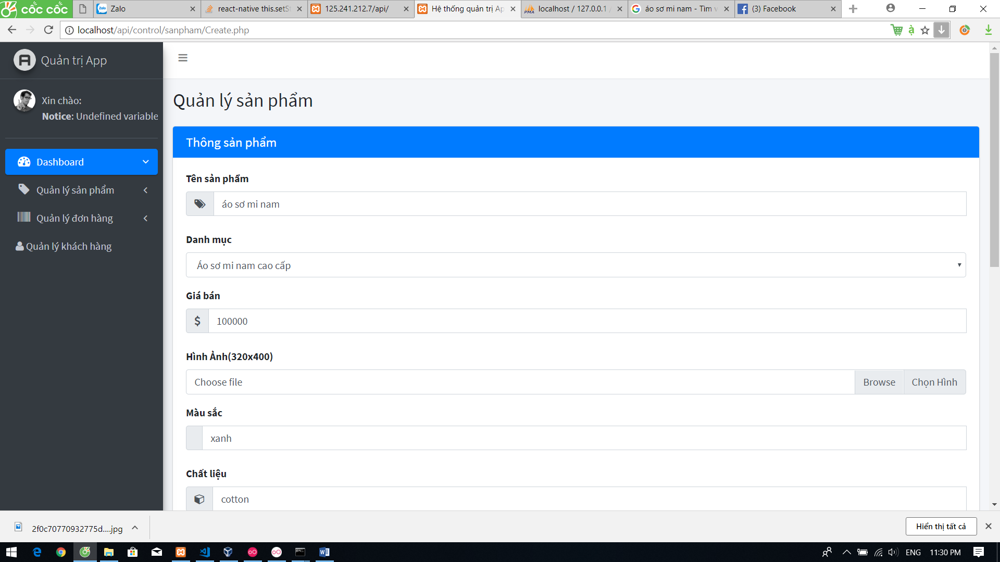 cốc cốc
Zalo
Zalo
react-native this.setSt
125.241.212.7/api/
Hệ thống quản trị Ap
PMA
localhost / 127.0.0.1 /
áo sơ mi nam - Tìm v
(3) Facebook
localhost/api/control/sanpham/Create.php
Quản trị App
Xin chào:
Notice: Undefined variable
Dashboard
Quản lý sản phẩm
Quản lý đơn hàng
Quản lý khách hàng
Quản lý sản phẩm
Thông sản phẩm
Tên sản phẩm
áo sơ mi nam
Danh mục
Áo sơ mi nam cao cấp
Giá bán
$ 100000
Hình Ảnh(320x400)
Choose file Browse Chọn Hình
Màu sắc
xanh
Chất liệu
cotton
2f0c70770932775d....jpg
Hiển thị tất cả
ENG 11:30 PM